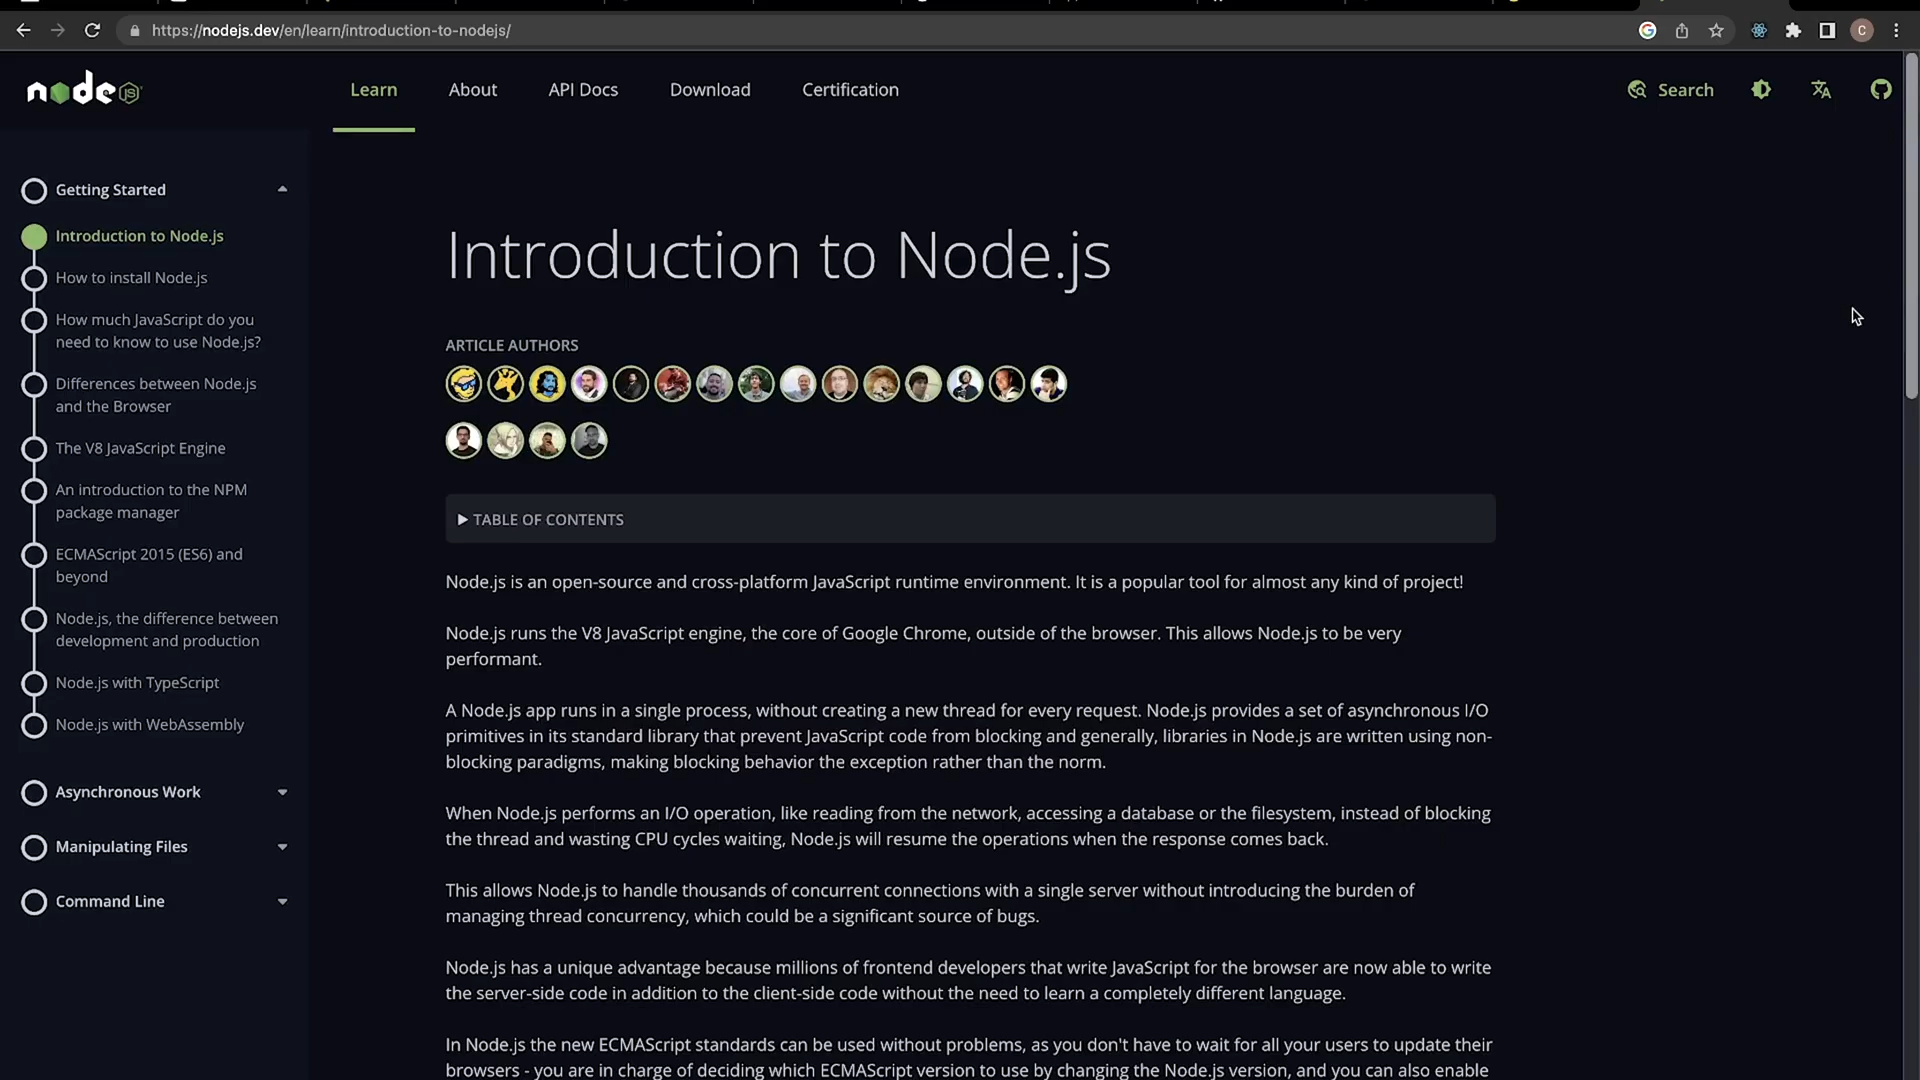 https://nodejs.dev/en/learn/introduction-to-nodejs/
C
node JS
Learn
About
API Docs
Download
Certification
Search
Getting Started
Introduction to Node.js
How to install Node.js
How much JavaScript do you
need to know to use Node.js?
Differences between Node.js
and the Browser
The V8 JavaScript Engine
An introduction to the NPM
package manager
ECMAScript 2015 (ES6) and
beyond
Node.js, the difference between
development and production
Node.js with TypeScript
Node.js with WebAssembly
Asynchronous Work
Manipulating Files
Command Line
Introduction to Node.js
ARTICLE AUTHORS
TABLE OF CONTENTS
Node.js is an open-source and cross-platform JavaScript runtime environment. It is a popular tool for almost any kind of project!
Node.js runs the V8 JavaScript engine, the core of Google Chrome, outside of the browser. This allows Node.js to be very
performant.
A Node.js app runs in a single process, without creating a new thread for every request. Node.js provides a set of asynchronous I/O
primitives in its standard library that prevent JavaScript code from blocking and generally, libraries in Node.js are written using non-
blocking paradigms, making blocking behavior the exception rather than the norm.
When Node.js performs an I/O operation, like reading from the network, accessing a database or the filesystem, instead of blocking
the thread and wasting CPU cycles waiting, Node.js will resume the operations when the response comes back.
This allows Node.js to handle thousands of concurrent connections with a single server without introducing the burden of
managing thread concurrency, which could be a significant source of bugs.
Node.js has a unique advantage because millions of frontend developers that write JavaScript for the browser are now able to write
the server-side code in addition to the client-side code without the need to learn a completely different language.
In Node.js the new ECMAScript standards can be used without problems, as you don't have to wait for all your users to update their
browsers - you are in charge of deciding which ECMAScript version to use by changing the Node.js version, and you can also enable